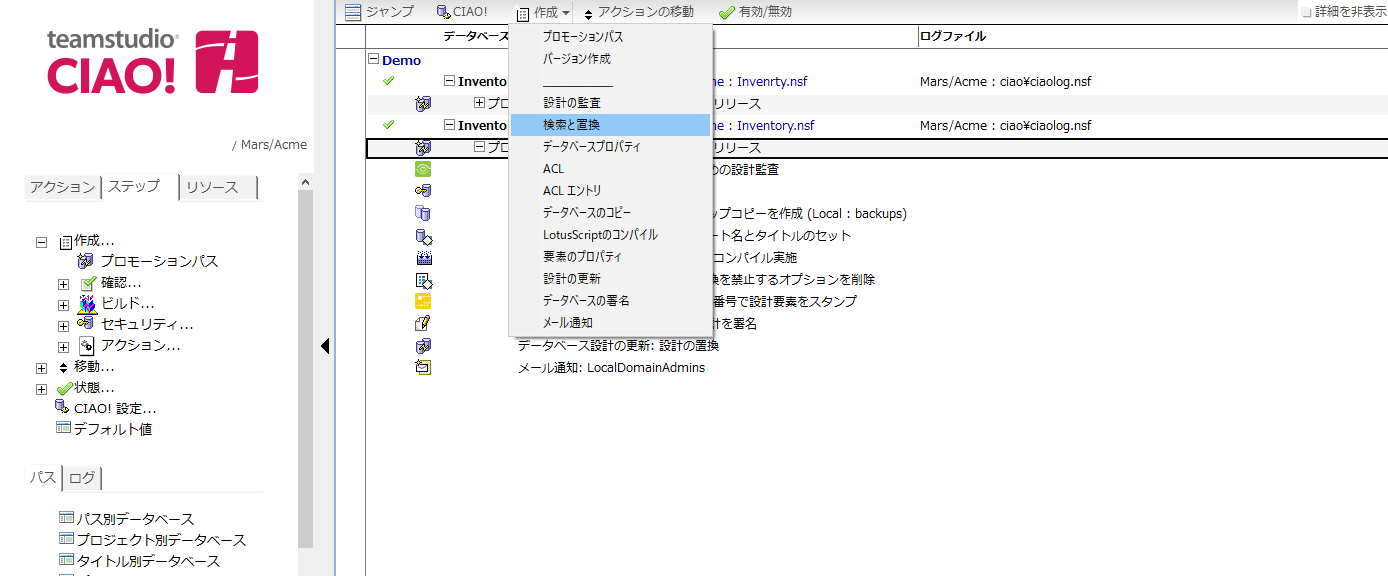 teamstudio
CIAO!
/ Mars/Acme
アクション ステップ リソース
作成...
プロモーションパス
確認...
ビルド...
セキュリティ...
アクション...
移動...
状態...
CIAO! 設定...
デフォルト値
パス ログ
パス別データベース
プロジェクト別データベース
タイトル別データベース
ジャンプ CIAO! 作成 アクションの移動 有効/無効 詳細を非表示
データベース ログファイル
Demo
Invento me : Invenrty.nsf Mars/Acme : ciao¥ciaolog.nsf
プロ リリース
Invento me : Inventory.nsf Mars/Acme : ciao¥ciaolog.nsf
プロ リリース
の設計監査
ップコピーを作成 (Local : backups)
ート名とタイトルのセット
コンパイル実施
換を禁止するオプションを削除
番号で設計要素をスタンプ
計を署名
データベース設計の更新: 設計の置換
メール通知: LocalDomainAdmins
プロモーションパス
バージョン作成
設計の監査
検索と置換
データベースプロパティ
ACL
ACL エントリ
データベースのコピー
LotusScriptのコンパイル
要素のプロパティ
設計の更新
データベースの署名
メール通知